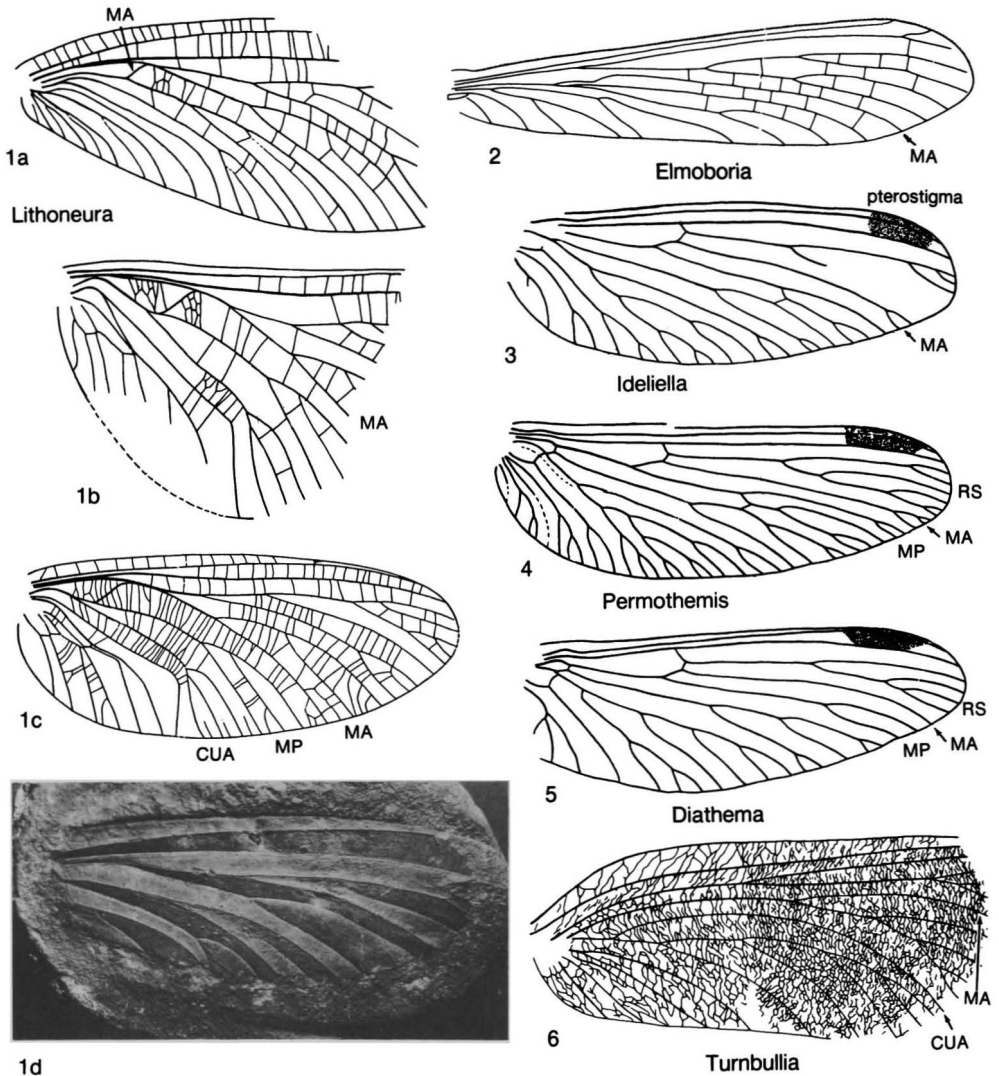 MA
1a
Lithoneura
MA
1b
CUA MP MA
1c
1d
2
MA
Elmoboria
pterostigma
MA
3
Ideliella
RS
MA
MP
4
Permothemis
RS
MA
MP
5
Diathema
MA
CUA
6
Turnbullia